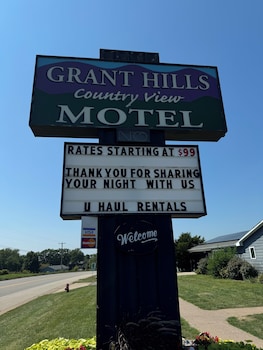 GRANT HILLS
Country View
MOTEL
RATES STARTING AT $99
THANK YOU FOR SHARING
YOUR NIGHT WITH US
U HAUL RENTALS
Welcome